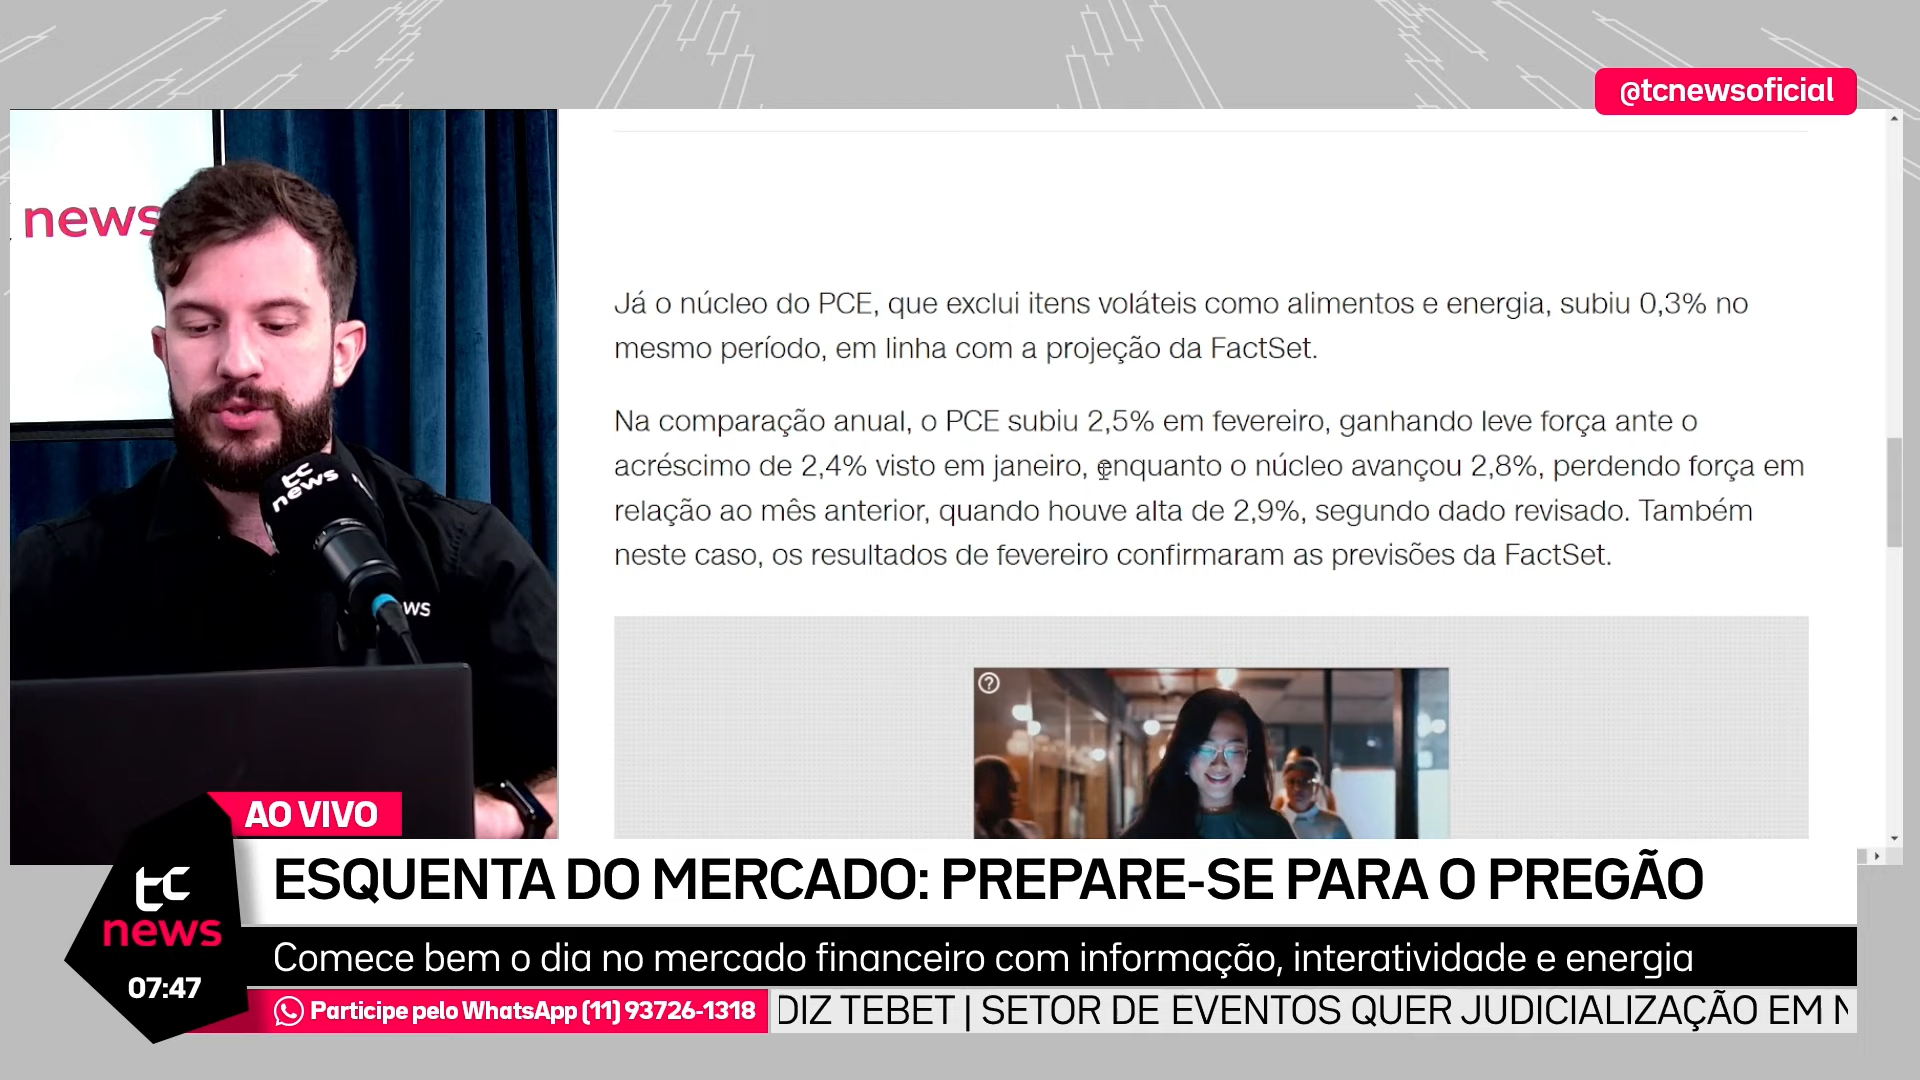 @tcnewsoficial
news
Já o núcleo do PCE, que exclui itens voláteis como alimentos e energia, subiu 0,3% no
mesmo período, em linha com a projeção da FactSet.
Na comparação anual, o PCE subiu 2,5% em fevereiro, ganhando leve força ante o
acréscimo de 2,4% visto em janeiro, enquanto o núcleo avançou 2,8%, perdendo força em
relação ao mês anterior, quando houve alta de 2,9%, segundo dado revisado. Também
neste caso, os resultados de fevereiro confirmaram as previsões da FactSet.
tc
news
ws
AO VIVO
ESQUENTA DO MERCADO: PREPARE-SE PARA O PREGÃO
tc
news
Comece bem o dia no mercado financeiro com informação, interatividade e energia
07:47
Participe pelo WhatsApp (11) 93726-1318
DIZ TEBET | SETOR DE EVENTOS QUER JUDICIALIZAÇÃO EM